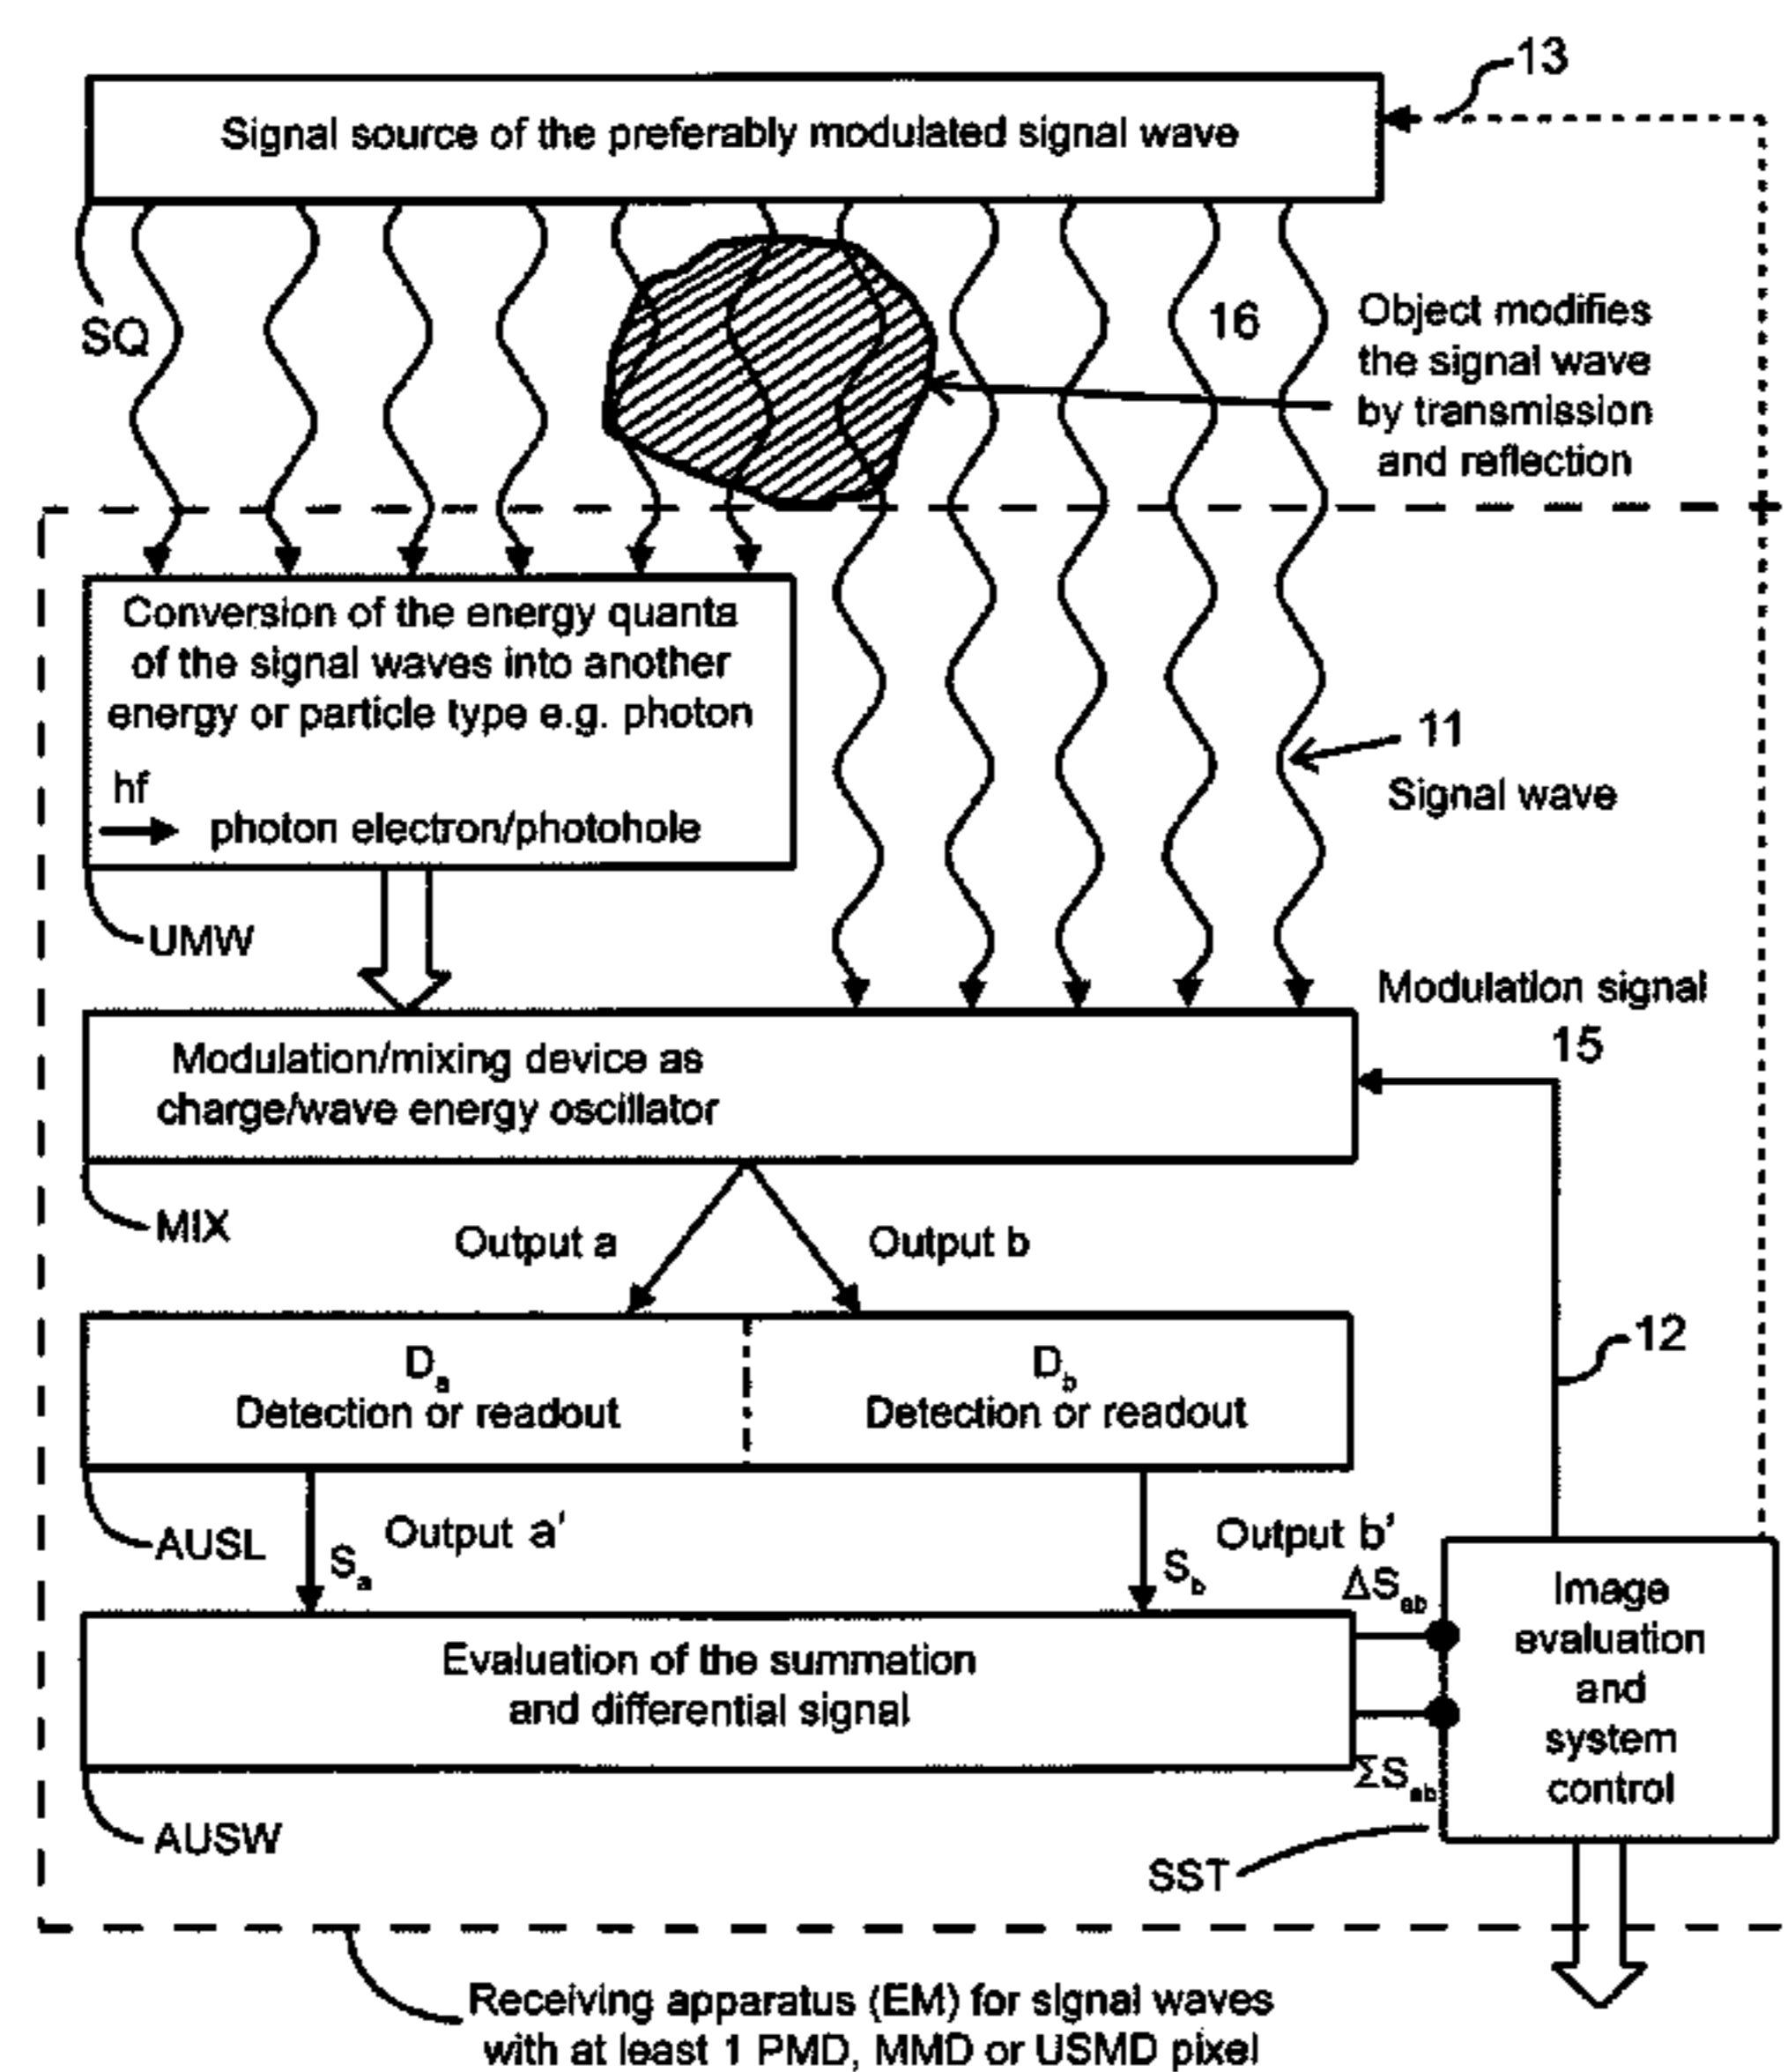 13
Signal source of the preferably modulated signal wave
SQ
16
Object modifies
the signal wave
by transmission
and reflection
Conversion of the energy quanta
of the signal waves into another
energy or particle type e.g. photon
hf
photon electron/photohole
11
Signal wave
UMW
Modulation signal
15
Modulation/mixing device as
charge/wave energy oscillator
MIX
Output a
Output b
12
Da
Detection or readout
Db
Detection or readout
AUSL
Output a'
Sa
Output b'
Sb
ΔSab
Image
evaluation
and
system
control
Evaluation of the summation
and differential signal
ΣSab
AUSW
SST
Receiving apparatus (EM) for signal waves
with at least 1 PMD, MMD or USMD pixel